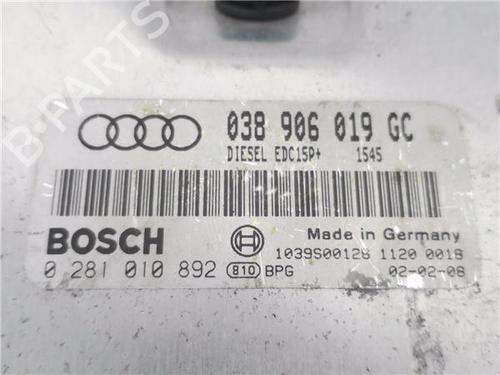 038 906 019 GC
DIESEL EDC15P+ 1545
BOSCH
Made in Germany
1039S00128 1120 0019
0 281 010 892 810 BPG 02-02-08
B-PARTS